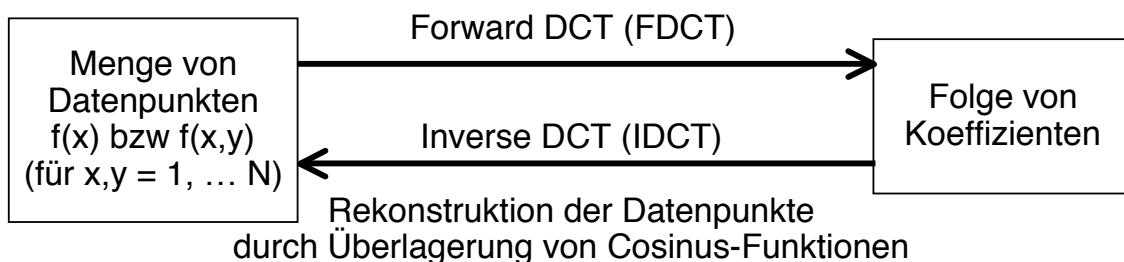 Forward DCT (FDCT)
Menge von
Datenpunkten
f(x) bzw f(x,y)
(für x,y = 1, … N)
Folge von
Koeffizienten
Inverse DCT (IDCT)
Rekonstruktion der Datenpunkte
durch Überlagerung von Cosinus-Funktionen